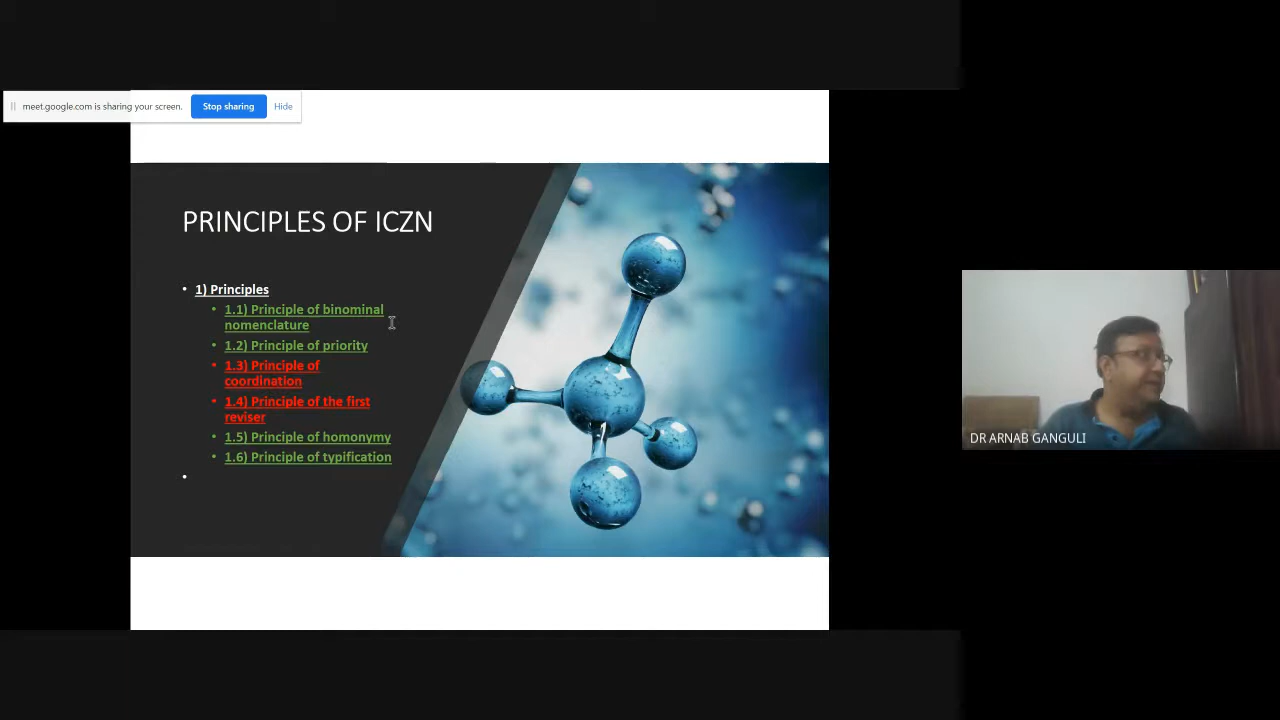 meet.google.com is sharing your screen.
Stop sharing
Hide
PRINCIPLES OF ICZN
• 1) Principles
• 1.1) Principle of binominal
nomenclature
• 1.2) Principle of priority
• 1.3) Principle of
coordination
• 1.4) Principle of the first
reviser
• 1.5) Principle of homonymy
• 1.6) Principle of typification
•
DR ARNAB GANGULI